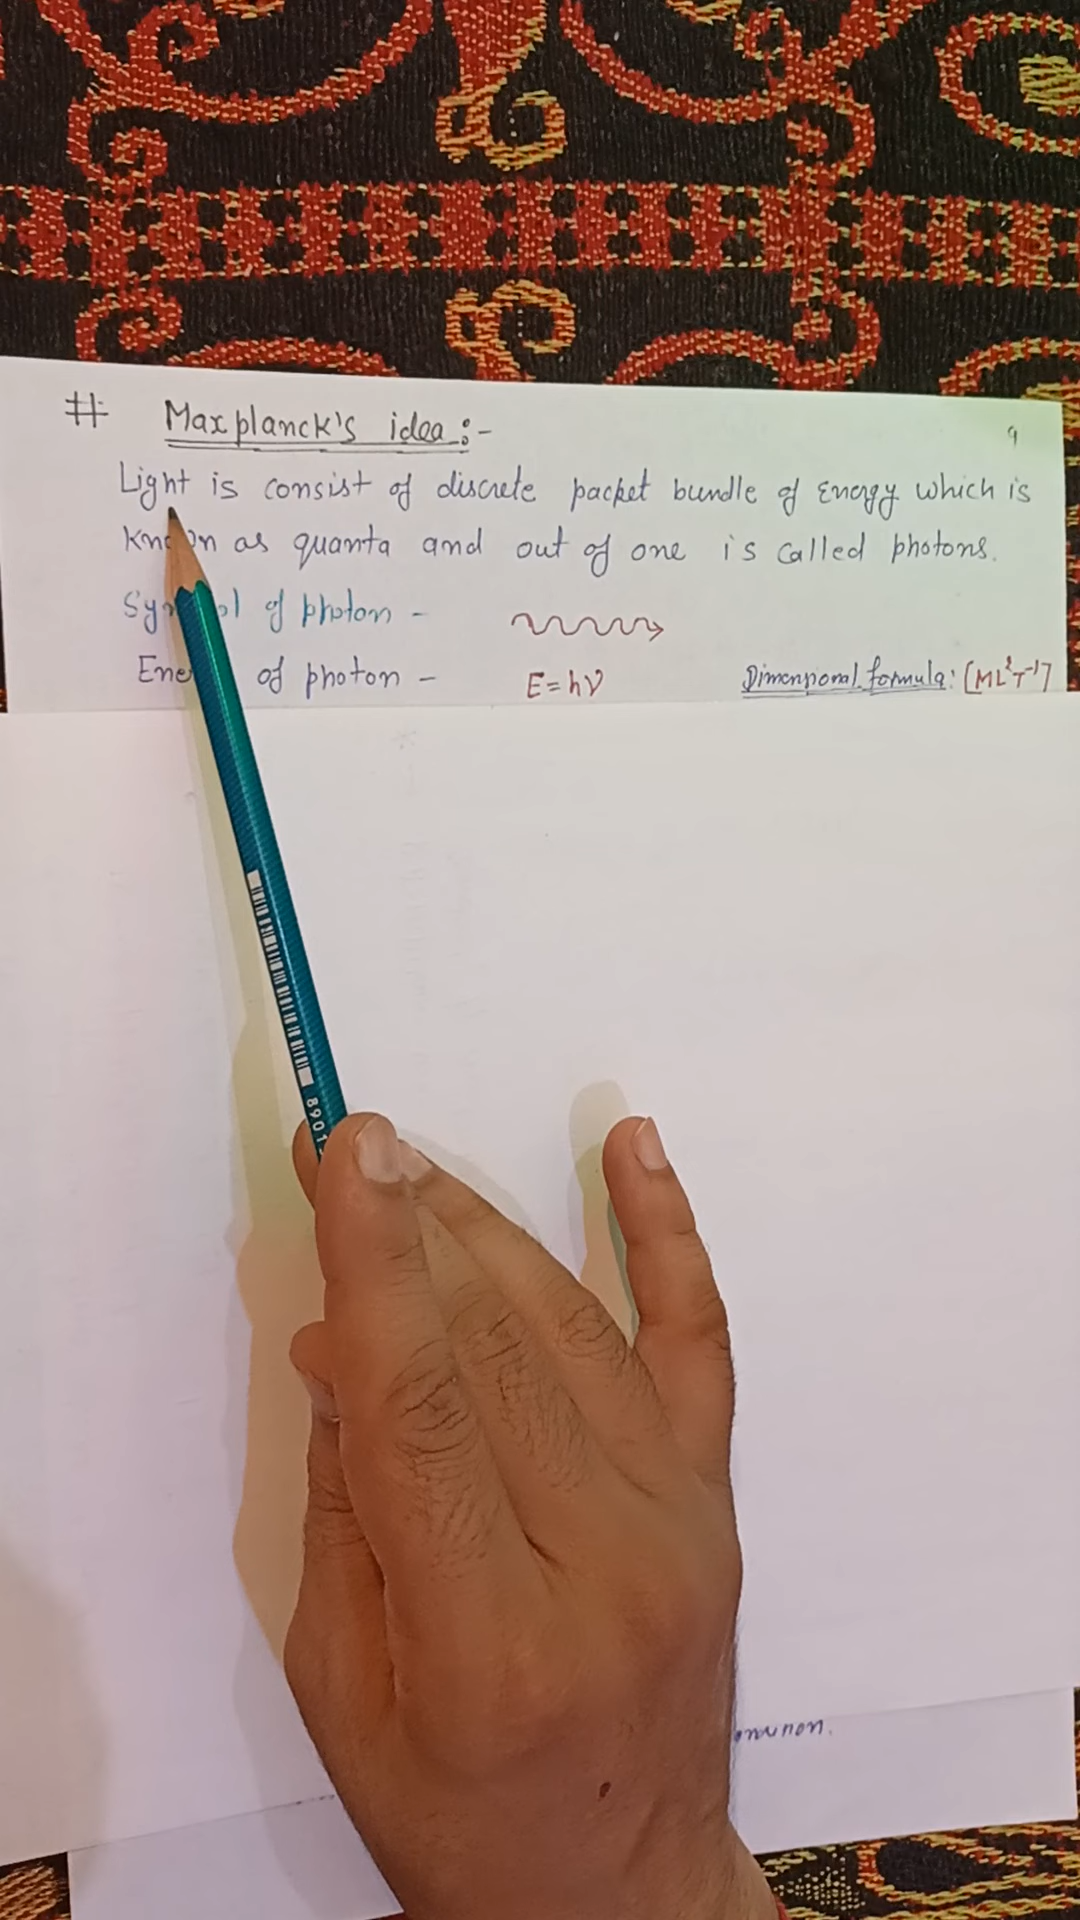 # Max planck's idea :-
9
Light is consist of discrete packet bundle of Energy which is
as quanta and out of one is called photons.
of photon -
of photon - E = hν Dimensional formula: [ML²T⁻¹]
8901